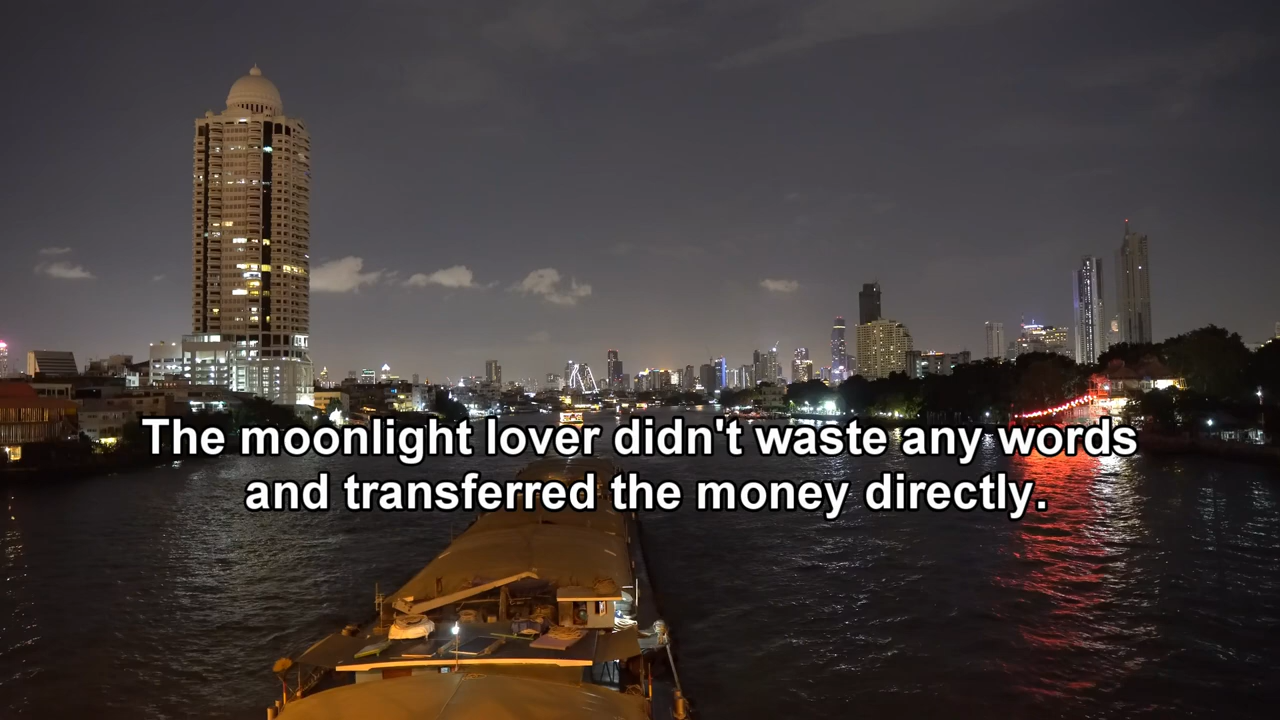 The moonlight lover didn't waste any words
and transferred the money directly.